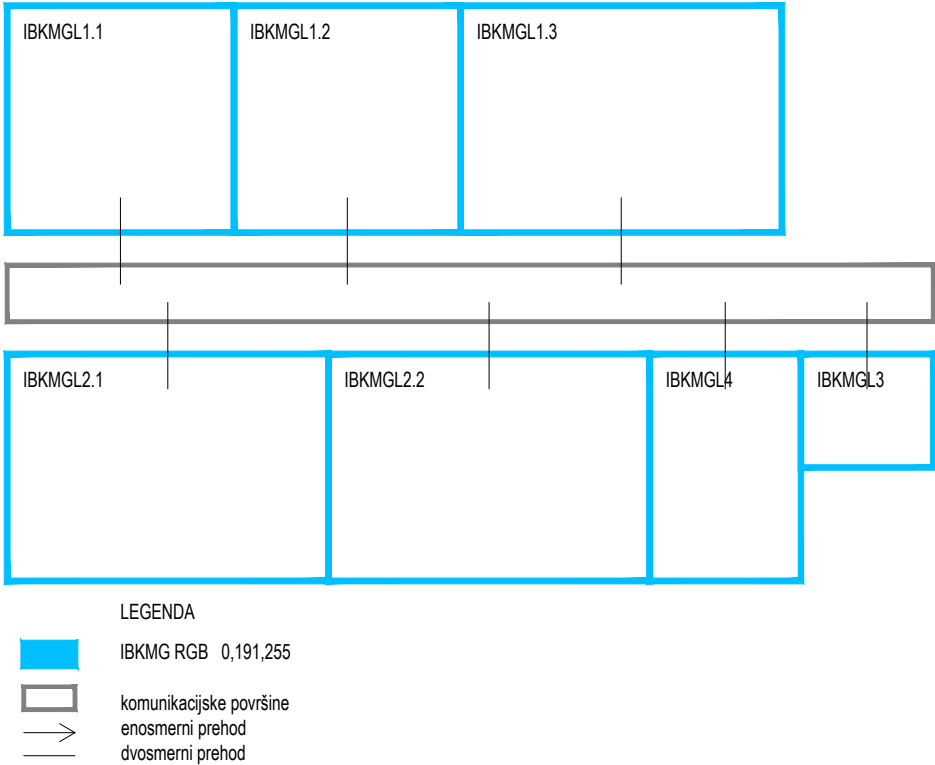 IBKMGL1.1
IBKMGL1.2
IBKMGL1.3
IBKMGL2.1
IBKMGL2.2
IBKMGL4
IBKMGL3
LEGENDA
IBKMG RGB 0,191,255
komunikacijske površine
enosmerni prehod
dvosmerni prehod